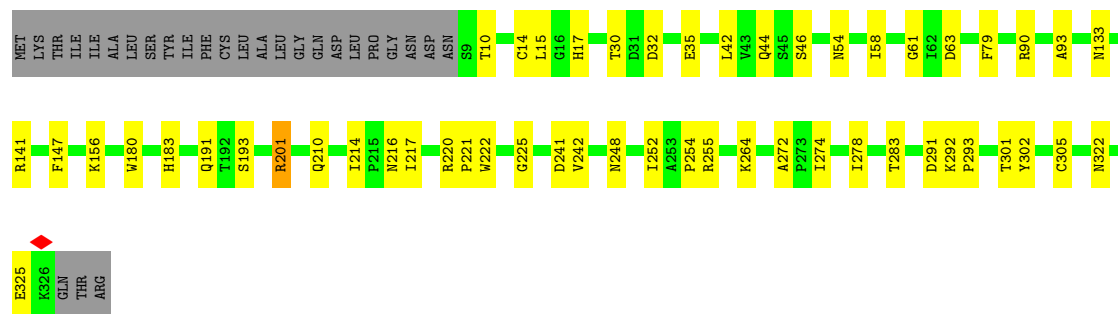 MET LYS THR ILE ILE ALA LEU SER TYR ILE PHE CYS LEU ALA LEU GLY GLN ASP LEU PRO GLY ASN ASP ASN S9 T10 C14 L15 G16 H17 T30 D31 D32 E35 L42 V43 Q44 S45 S46 N54 I58 G61 I62 D63 F79 R90 A93 N133
R141 F147 K156 W180 H183 Q191 T192 S193 R201 Q210 I214 P215 N216 I217 R220 P221 W222 G225 D241 V242 N248 I252 A253 P254 R255 K264 A272 P273 I274 I278 T283 D291 K292 P293 T301 Y302 C305 N322
E325 K326 GLN THR ARG